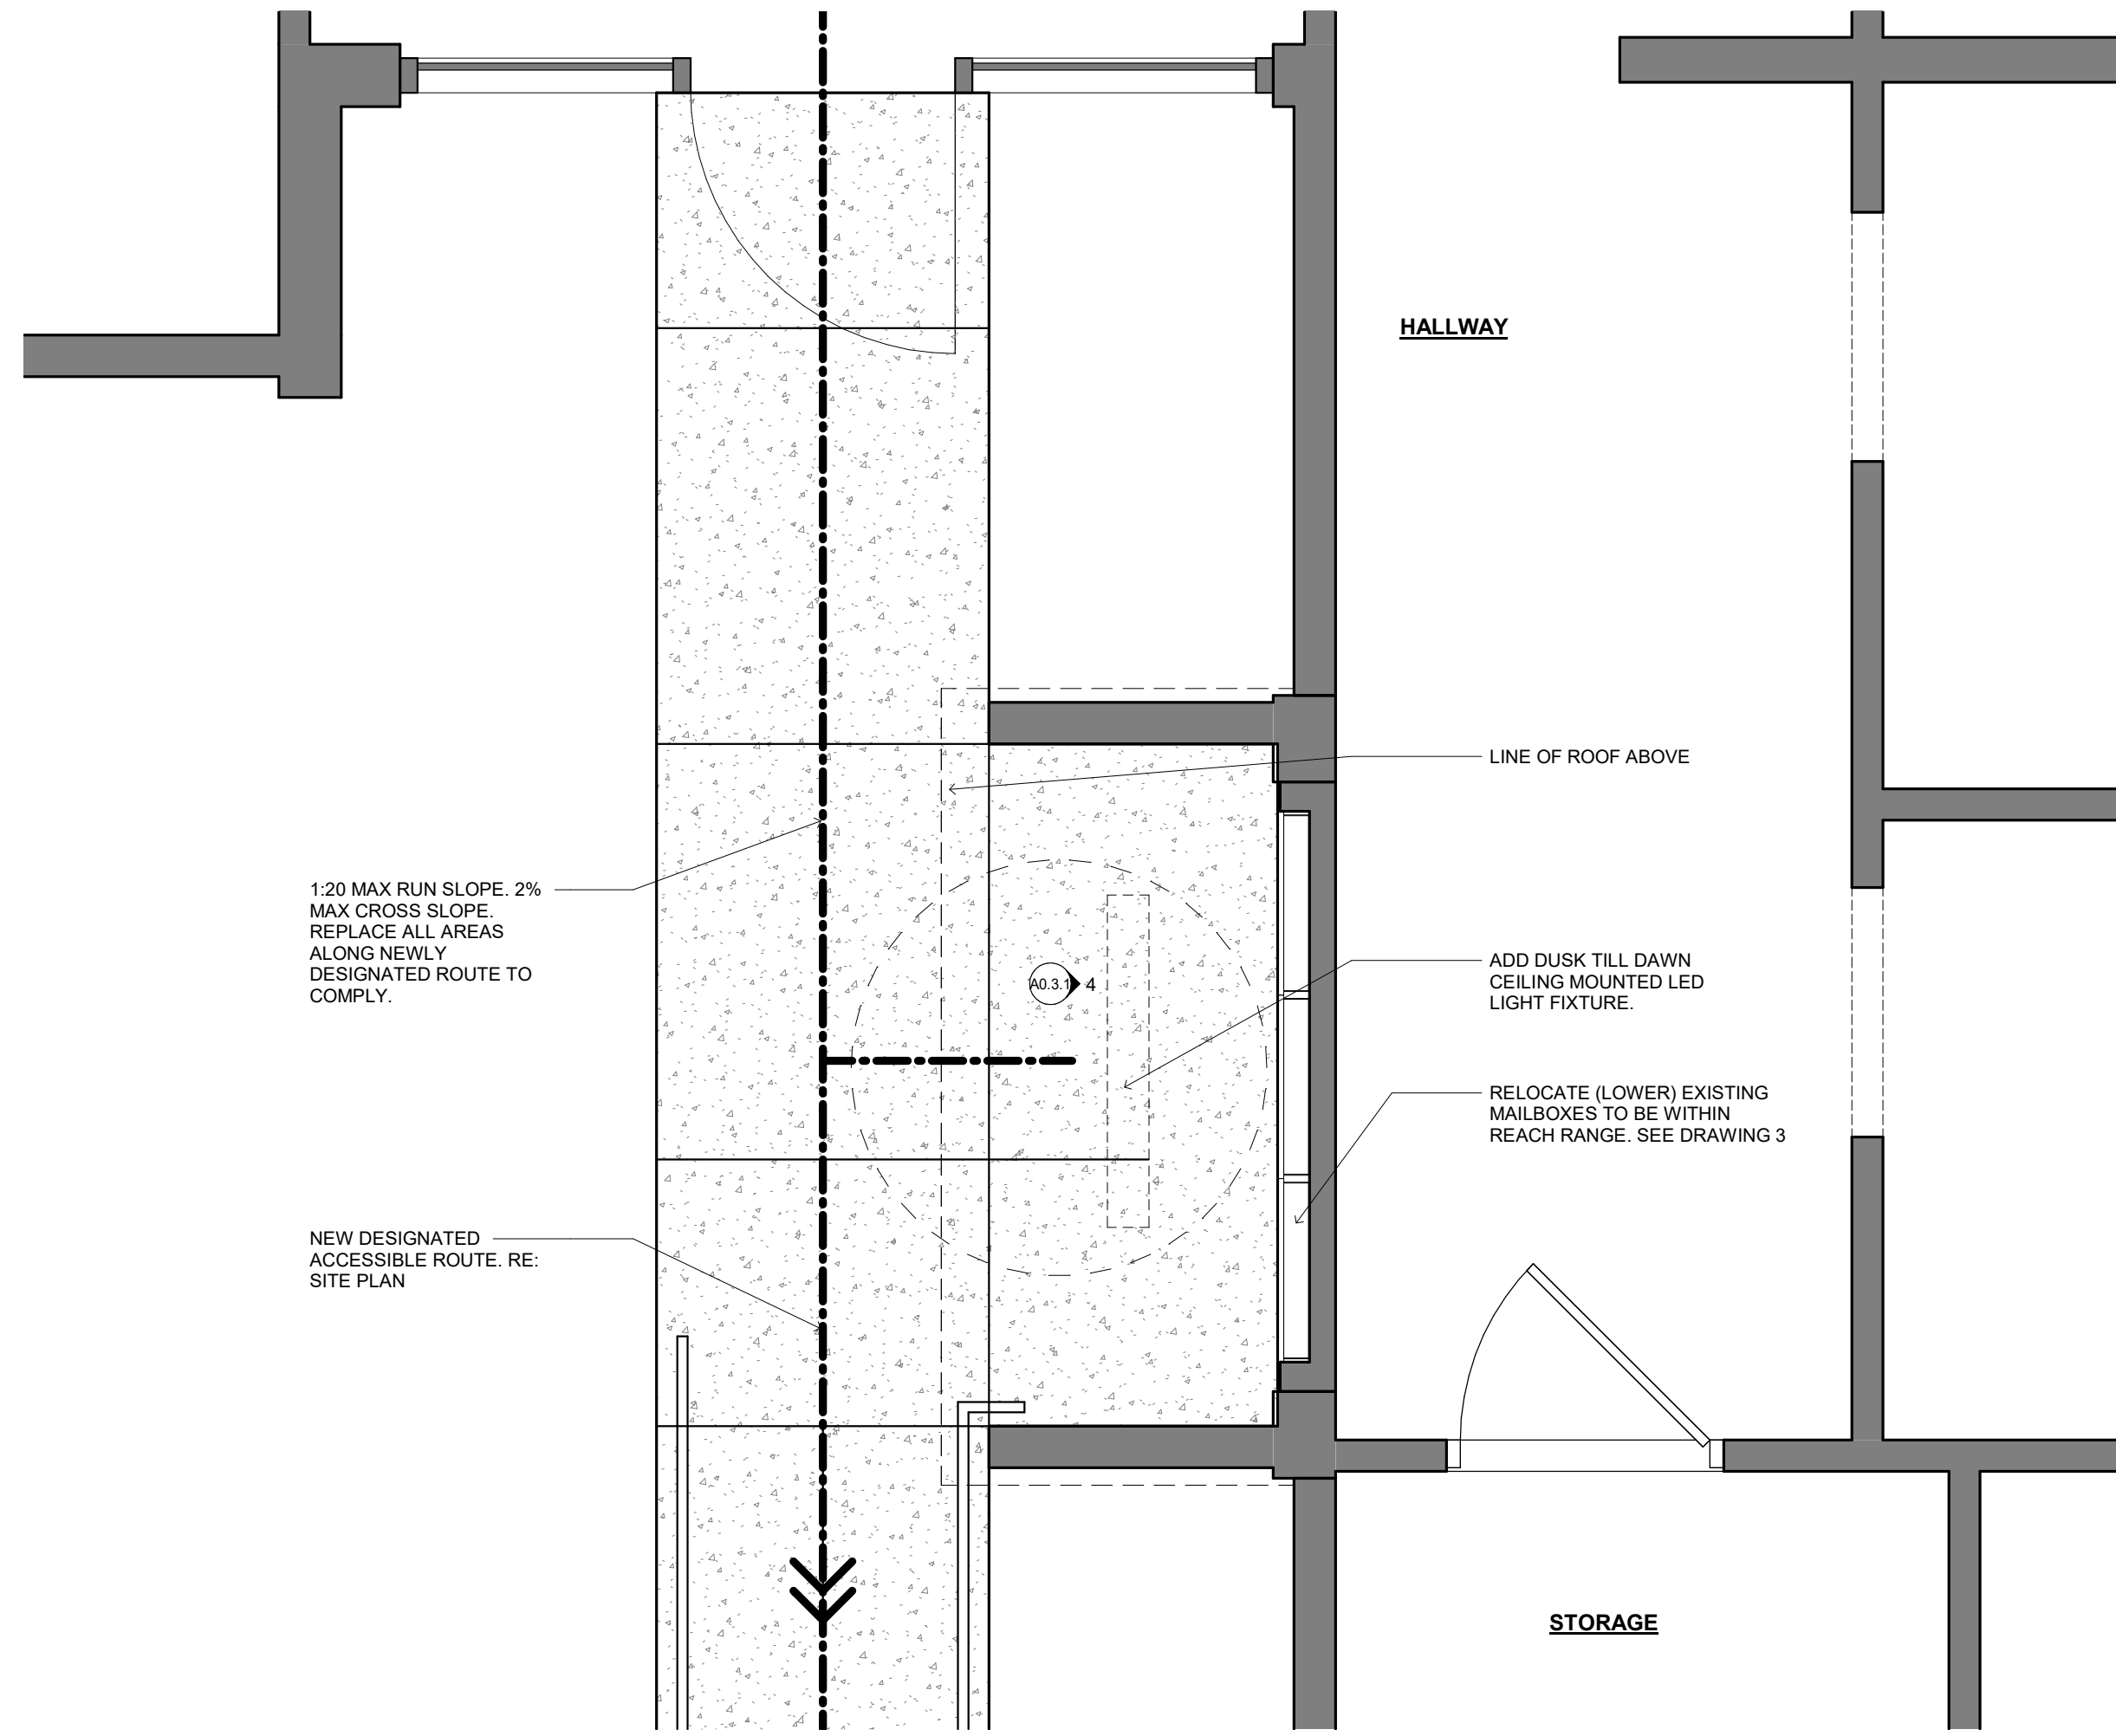 HALLWAY
LINE OF ROOF ABOVE
1:20 MAX RUN SLOPE. 2%
MAX CROSS SLOPE.
REPLACE ALL AREAS
ALONG NEWLY
DESIGNATED ROUTE TO
COMPLY.
A0.3.1 4
ADD DUSK TILL DAWN
CEILING MOUNTED LED
LIGHT FIXTURE.
RELOCATE (LOWER) EXISTING
MAILBOXES TO BE WITHIN
REACH RANGE. SEE DRAWING 3
NEW DESIGNATED
ACCESSIBLE ROUTE. RE:
SITE PLAN
STORAGE